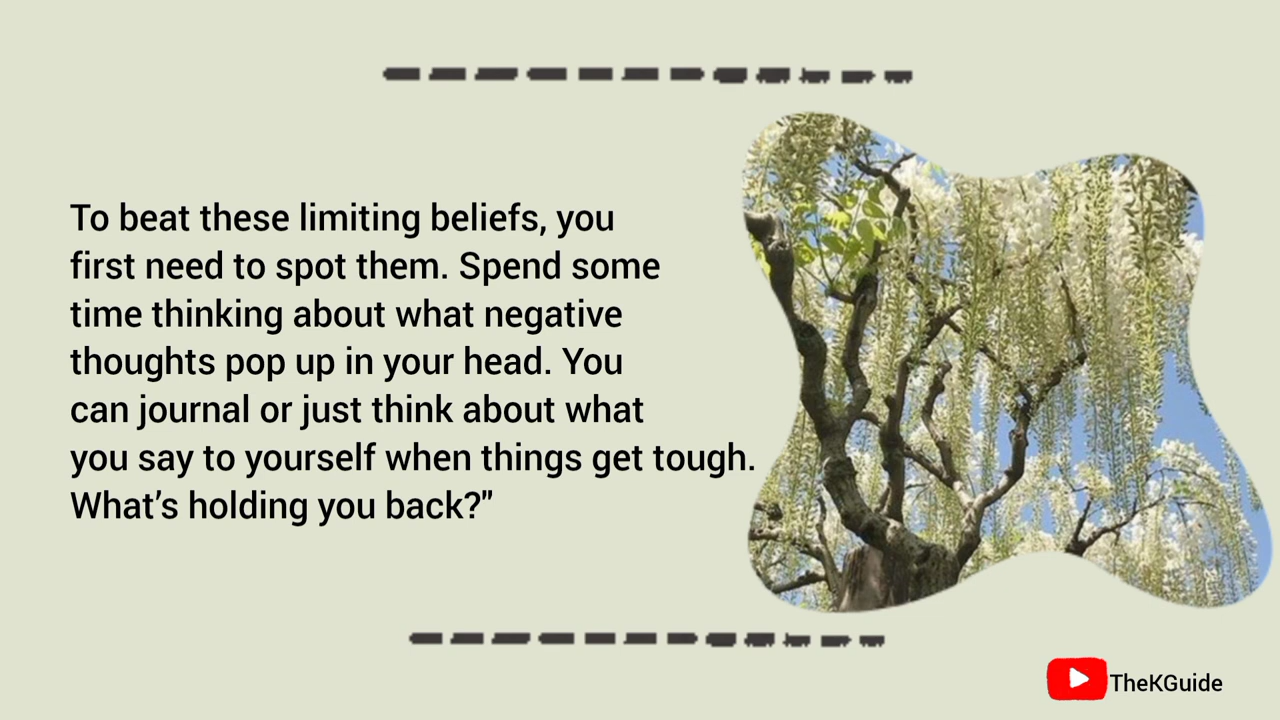 To beat these limiting beliefs, you
first need to spot them. Spend some
time thinking about what negative
thoughts pop up in your head. You
can journal or just think about what
you say to yourself when things get tough.
What’s holding you back?"
TheKGuide